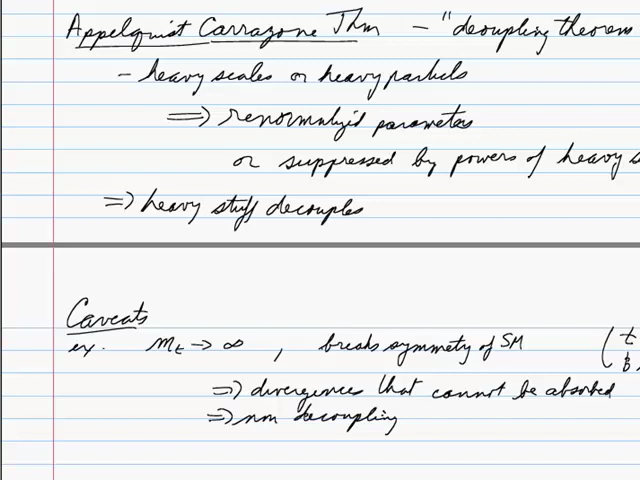 Appelquist Carrazone Thm - "decoupling theorem
- heavy scales or heavy particles
=> renormalized parameters
or suppressed by powers of heavy s
=> heavy stuff decouples
Caveats
ex. m_t -> ∞ , breaks symmetry of SM ( t
b
=> divergences that cannot be absorbed
=> non decoupling